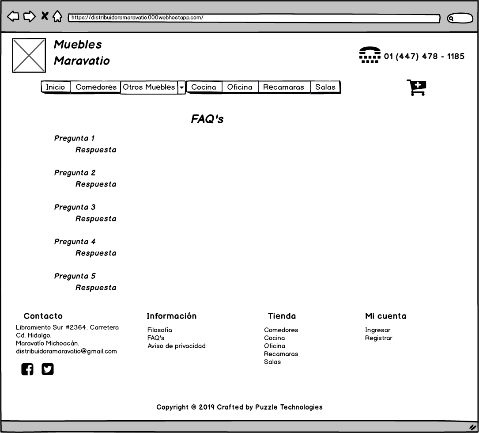 https://distribuidoramaravatio.000webhostapp.com/
Muebles
Maravatio
01 (447) 478 - 1185
Inicio Comedores Otros Muebles Cocina Oficina Recamaras Salas
FAQ's
Pregunta 1
Respuesta
Pregunta 2
Respuesta
Pregunta 3
Respuesta
Pregunta 4
Respuesta
Pregunta 5
Respuesta
Contacto
Libramiento Sur #2364, Carretera
Cd. Hidalgo.
Maravatio Michoacán.
distribuidoramaravatio@gmail.com
Información
Filosofía
FAQ's
Aviso de privacidad
Tienda
Comedores
Cocina
Oficina
Recamaras
Salas
Mi cuenta
Ingresar
Registrar
Copyright © 2019 Crafted by Puzzle Technologies